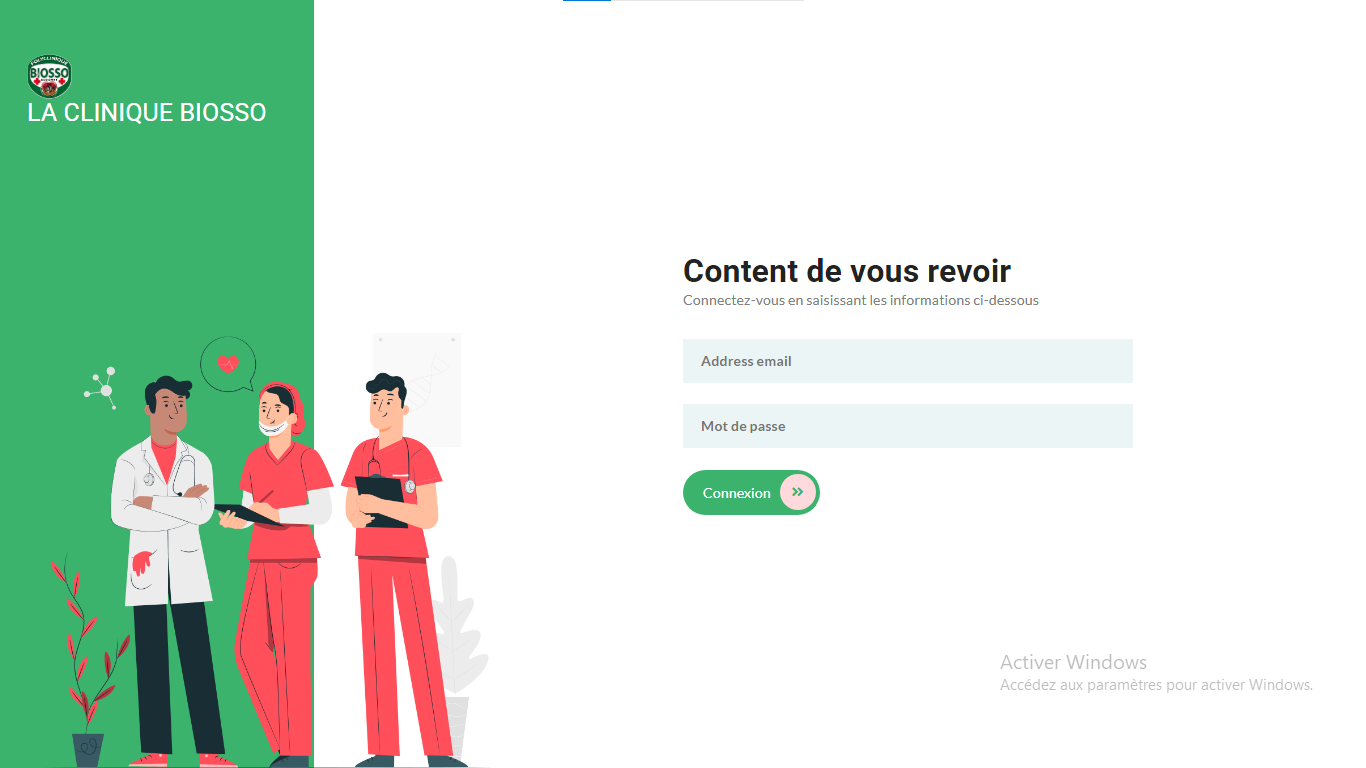 POLYCLINIQUE
BIOSSO
LA CLINIQUE BIOSSO
Content de vous revoir
Connectez-vous en saisissant les informations ci-dessous
Address email
Mot de passe
Connexion
Activer Windows
Accédez aux paramètres pour activer Windows.